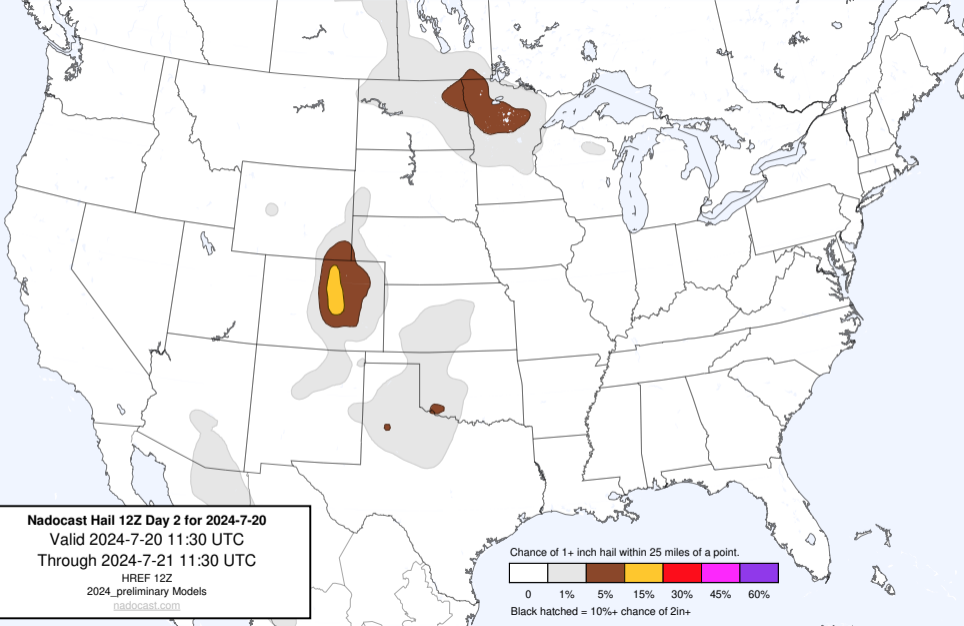 Nadocast Hail 12Z Day 2 for 2024-7-20
Valid 2024-7-20 11:30 UTC
Through 2024-7-21 11:30 UTC
HREF 12Z
2024_preliminary Models
nadocast.com
Chance of 1+ inch hail within 25 miles of a point.
0 1% 5% 15% 30% 45% 60%
Black hatched = 10%+ chance of 2in+